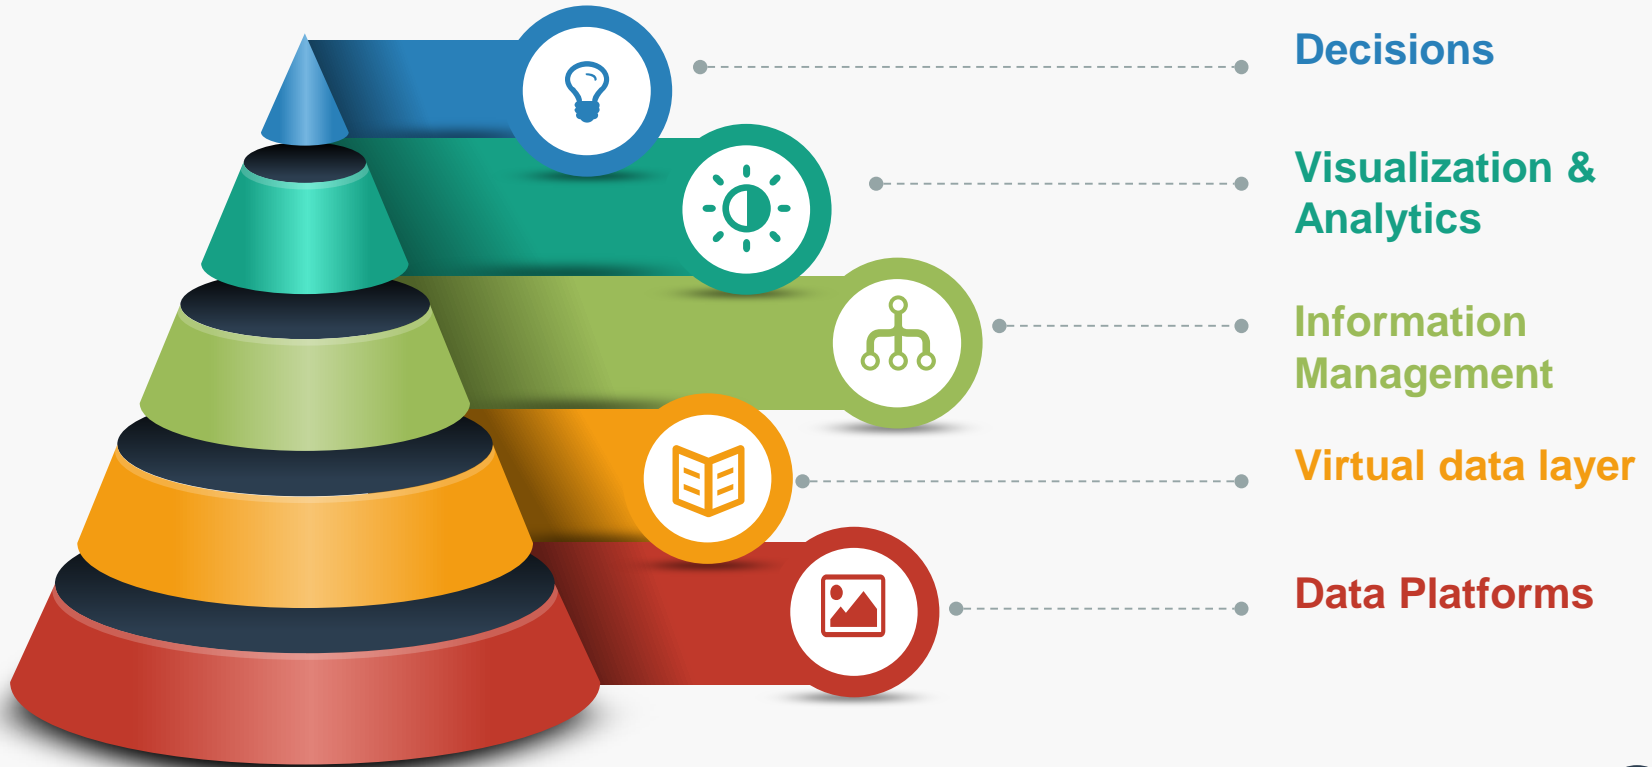 Decisions
Visualization &
Analytics
Information
Management
Virtual data layer
Data Platforms